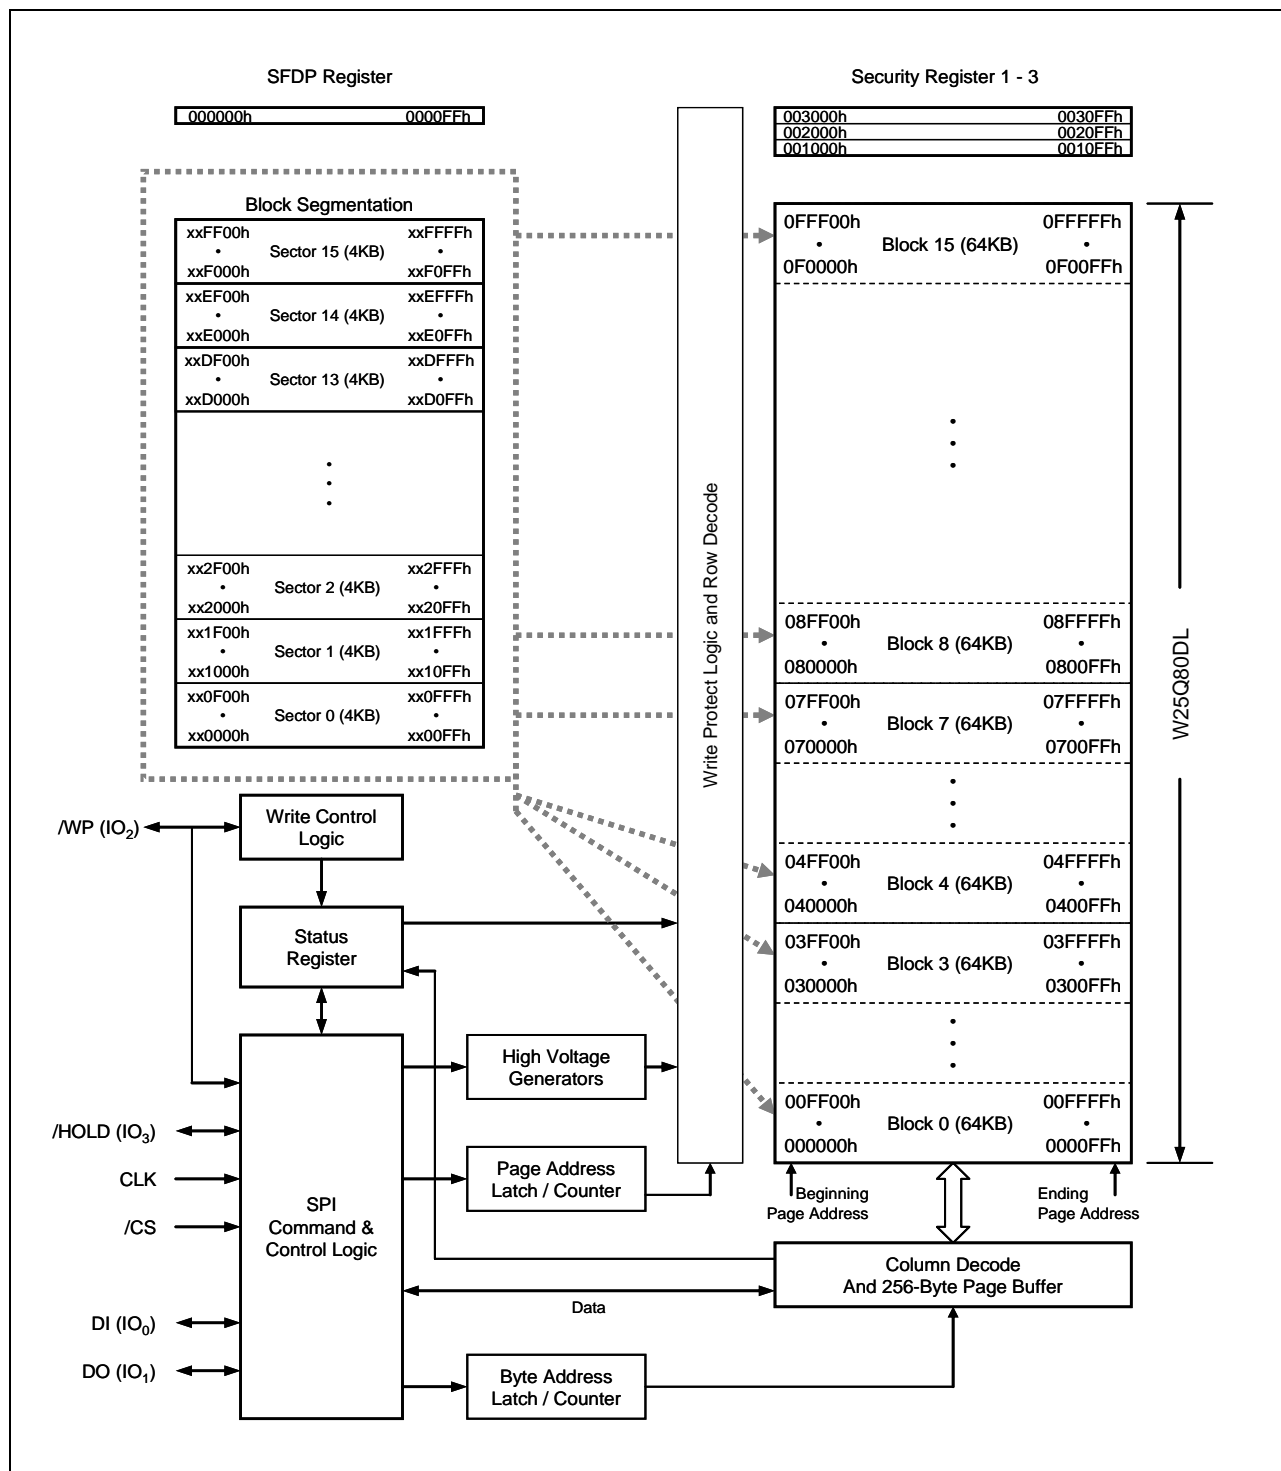 SFDP Register
000000h 0000FFh
Security Register 1 - 3
003000h 0030FFh
002000h 0020FFh
001000h 0010FFh
Block Segmentation
xxFF00h xxFFFFh
• Sector 15 (4KB) •
xxF000h xxF0FFh
xxEF00h xxEFFFh
• Sector 14 (4KB) •
xxE000h xxE0FFh
xxDF00h xxDFFFh
• Sector 13 (4KB) •
xxD000h xxD0FFh
xx2F00h xx2FFFh
• Sector 2 (4KB) •
xx2000h xx20FFh
xx1F00h xx1FFFh
• Sector 1 (4KB) •
xx1000h xx10FFh
xx0F00h xx0FFFh
• Sector 0 (4KB) •
xx0000h xx00FFh
Write Protect Logic and Row Decode
0FFF00h 0FFFFFh
• Block 15 (64KB) •
0F0000h 0F00FFh
08FF00h 08FFFFh
• Block 8 (64KB) •
080000h 0800FFh
07FF00h 07FFFFh
• Block 7 (64KB) •
070000h 0700FFh
04FF00h 04FFFFh
• Block 4 (64KB) •
040000h 0400FFh
03FF00h 03FFFFh
• Block 3 (64KB) •
030000h 0300FFh
00FF00h 00FFFFh
• Block 0 (64KB) •
000000h 0000FFh
W25Q80DL
Beginning
Page Address
Ending
Page Address
/WP (IO2)
Write Control
Logic
Status
Register
High Voltage
Generators
/HOLD (IO3)
CLK
/CS
SPI
Command &
Control Logic
Page Address
Latch / Counter
Column Decode
And 256-Byte Page Buffer
Data
DI (IO0)
DO (IO1)
Byte Address
Latch / Counter